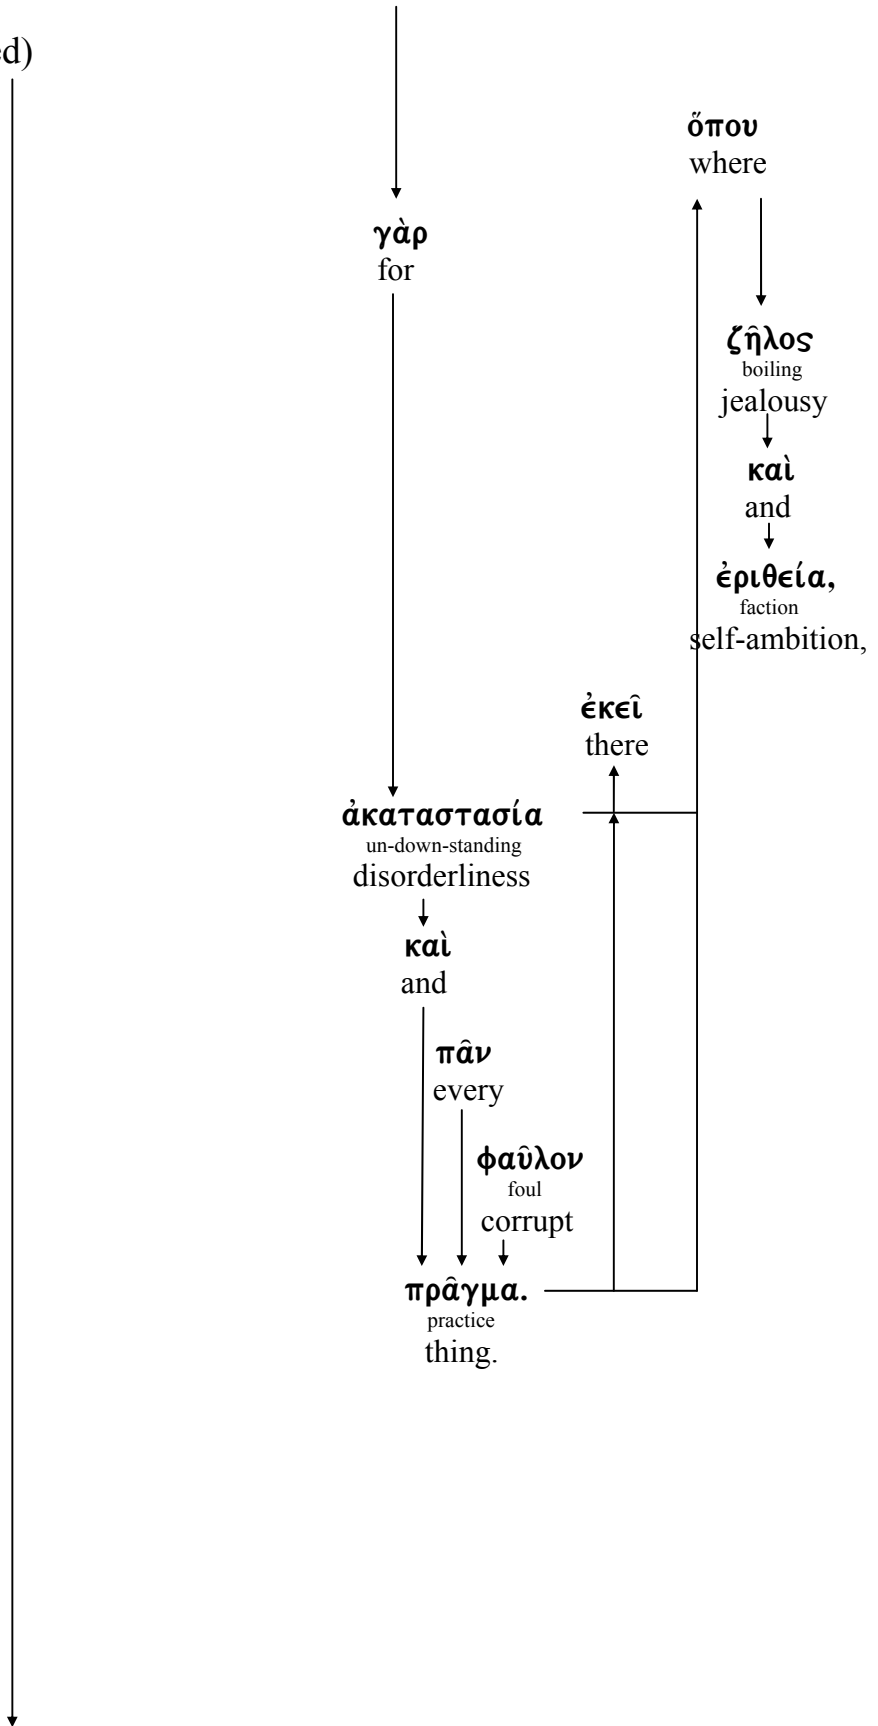 ed)
ὅπου
where
γὰρ
for
ζῆλος
boiling
jealousy
καὶ
and
ἐριθεία,
faction
self-ambition,
ἐκεῖ
there
ἀκαταστασία
un-down-standing
disorderliness
καὶ
and
πᾶν
every
φαῦλον
foul
corrupt
πρᾶγμα.
practice
thing.